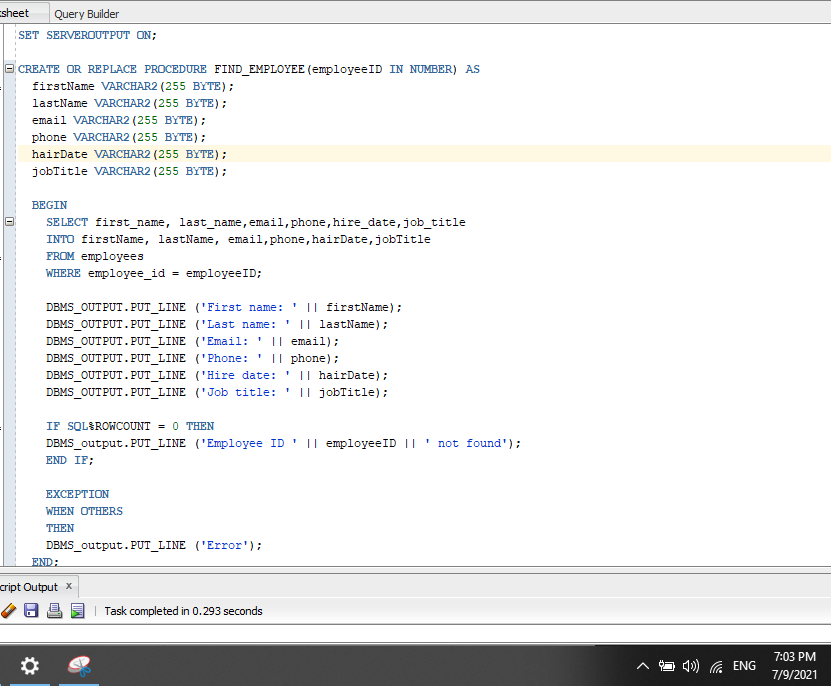 ksheet
Query Builder
SET SERVEROUTPUT ON;
CREATE OR REPLACE PROCEDURE FIND_EMPLOYEE(employeeID IN NUMBER) AS
firstName VARCHAR2(255 BYTE);
lastName VARCHAR2(255 BYTE);
email VARCHAR2(255 BYTE);
phone VARCHAR2(255 BYTE);
hairDate VARCHAR2(255 BYTE);
jobTitle VARCHAR2(255 BYTE);
BEGIN
SELECT first_name, last_name,email,phone,hire_date,job_title
INTO firstName, lastName, email,phone,hairDate,jobTitle
FROM employees
WHERE employee_id = employeeID;
DBMS_OUTPUT.PUT_LINE ('First name: ' || firstName);
DBMS_OUTPUT.PUT_LINE ('Last name: ' || lastName);
DBMS_OUTPUT.PUT_LINE ('Email: ' || email);
DBMS_OUTPUT.PUT_LINE ('Phone: ' || phone);
DBMS_OUTPUT.PUT_LINE ('Hire date: ' || hairDate);
DBMS_OUTPUT.PUT_LINE ('Job title: ' || jobTitle);
IF SQL%ROWCOUNT = 0 THEN
DBMS_output.PUT_LINE ('Employee ID ' || employeeID || ' not found');
END IF;
EXCEPTION
WHEN OTHERS
THEN
DBMS_output.PUT_LINE ('Error');
END;
cript Output x
Task completed in 0.293 seconds
ENG
7:03 PM
7/9/2021